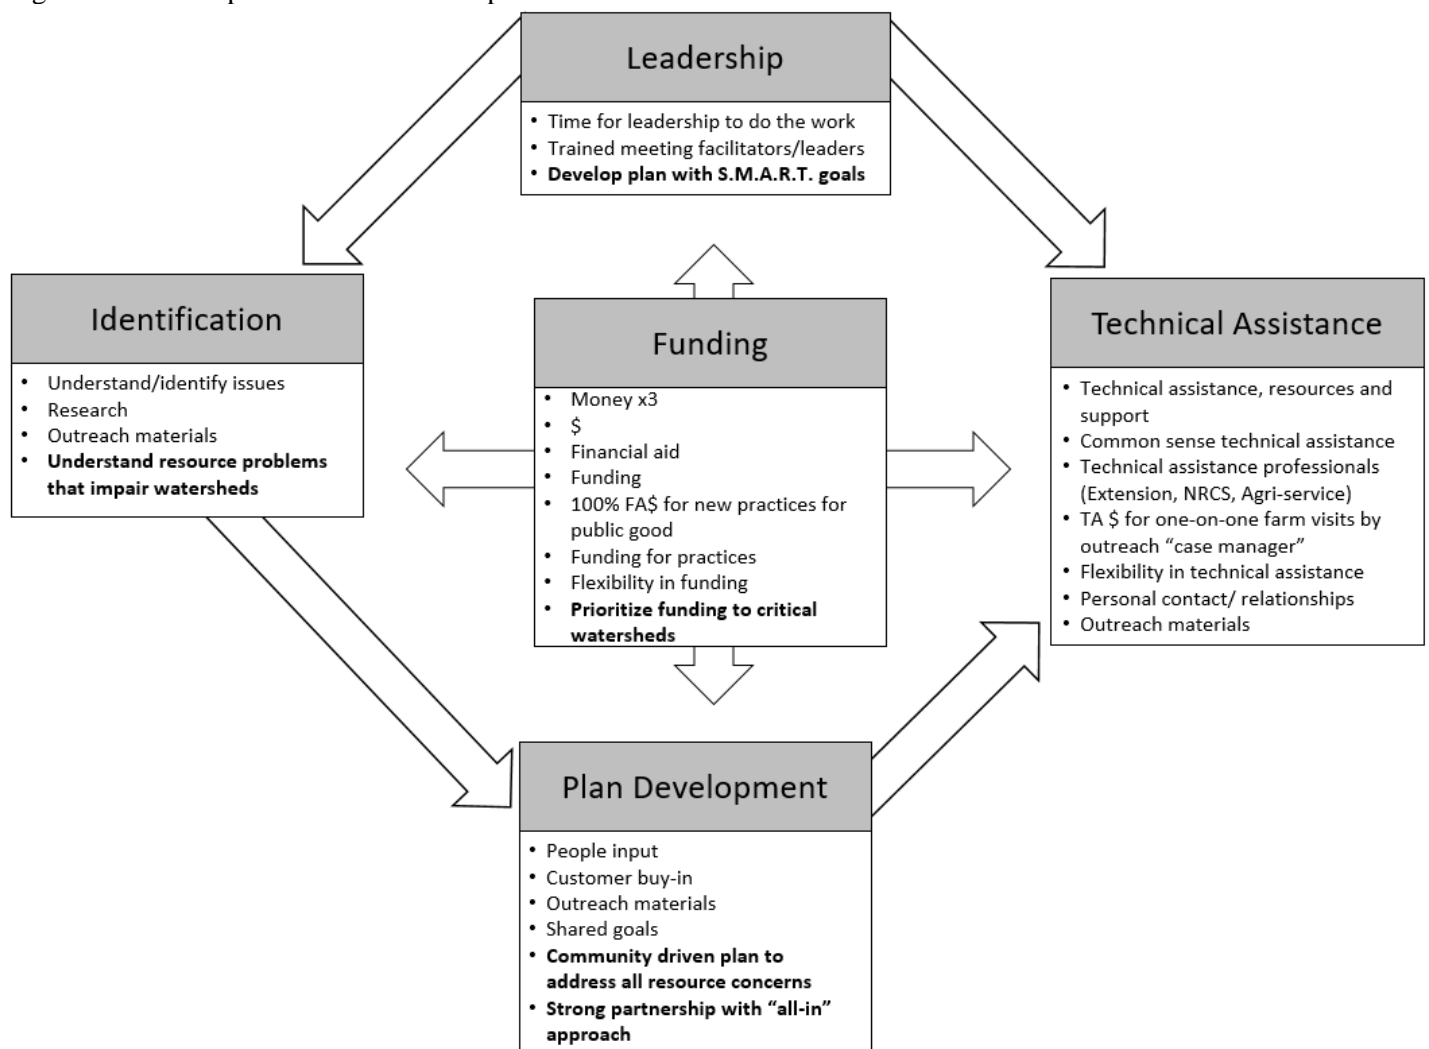 Leadership
• Time for leadership to do the work
• Trained meeting facilitators/leaders
• Develop plan with S.M.A.R.T. goals
Identification
• Understand/identify issues
• Research
• Outreach materials
• Understand resource problems
that impair watersheds
Funding
• Money x3
• $
• Financial aid
• Funding
• 100% FA$ for new practices for
public good
• Funding for practices
• Flexibility in funding
• Prioritize funding to critical
watersheds
Technical Assistance
• Technical assistance, resources and
support
• Common sense technical assistance
• Technical assistance professionals
(Extension, NRCS, Agri-service)
• TA $ for one-on-one farm visits by
outreach “case manager”
• Flexibility in technical assistance
• Personal contact/ relationships
• Outreach materials
Plan Development
• People input
• Customer buy-in
• Outreach materials
• Shared goals
• Community driven plan to
address all resource concerns
• Strong partnership with “all-in”
approach